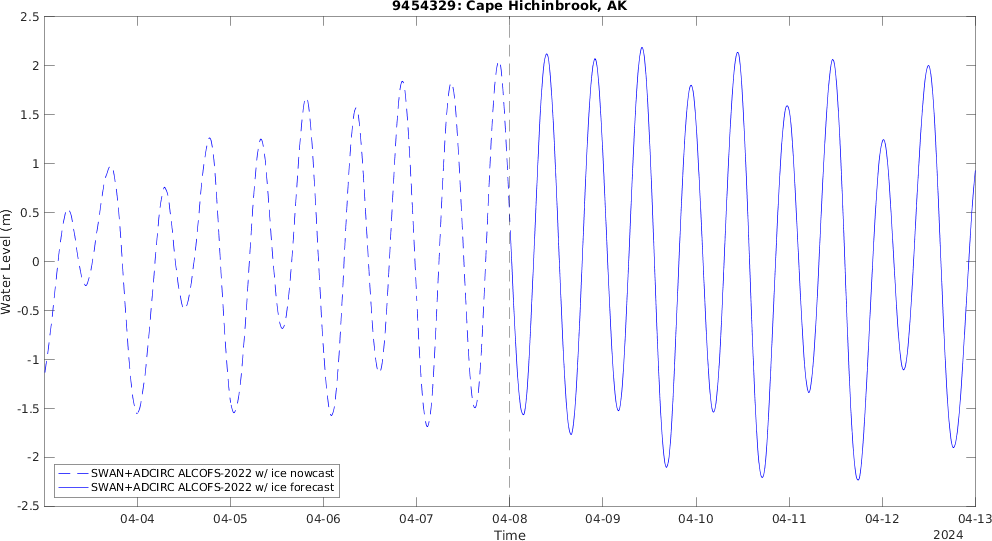 9454329: Cape Hichinbrook, AK
2.5
2
1.5
1
0.5
0
-0.5
-1
-1.5
-2
-2.5
Water Level (m)
SWAN+ADCIRC ALCOFS-2022 w/ ice nowcast
SWAN+ADCIRC ALCOFS-2022 w/ ice forecast
04-04 04-05 04-06 04-07 04-08 04-09 04-10 04-11 04-12 04-13
Time
2024